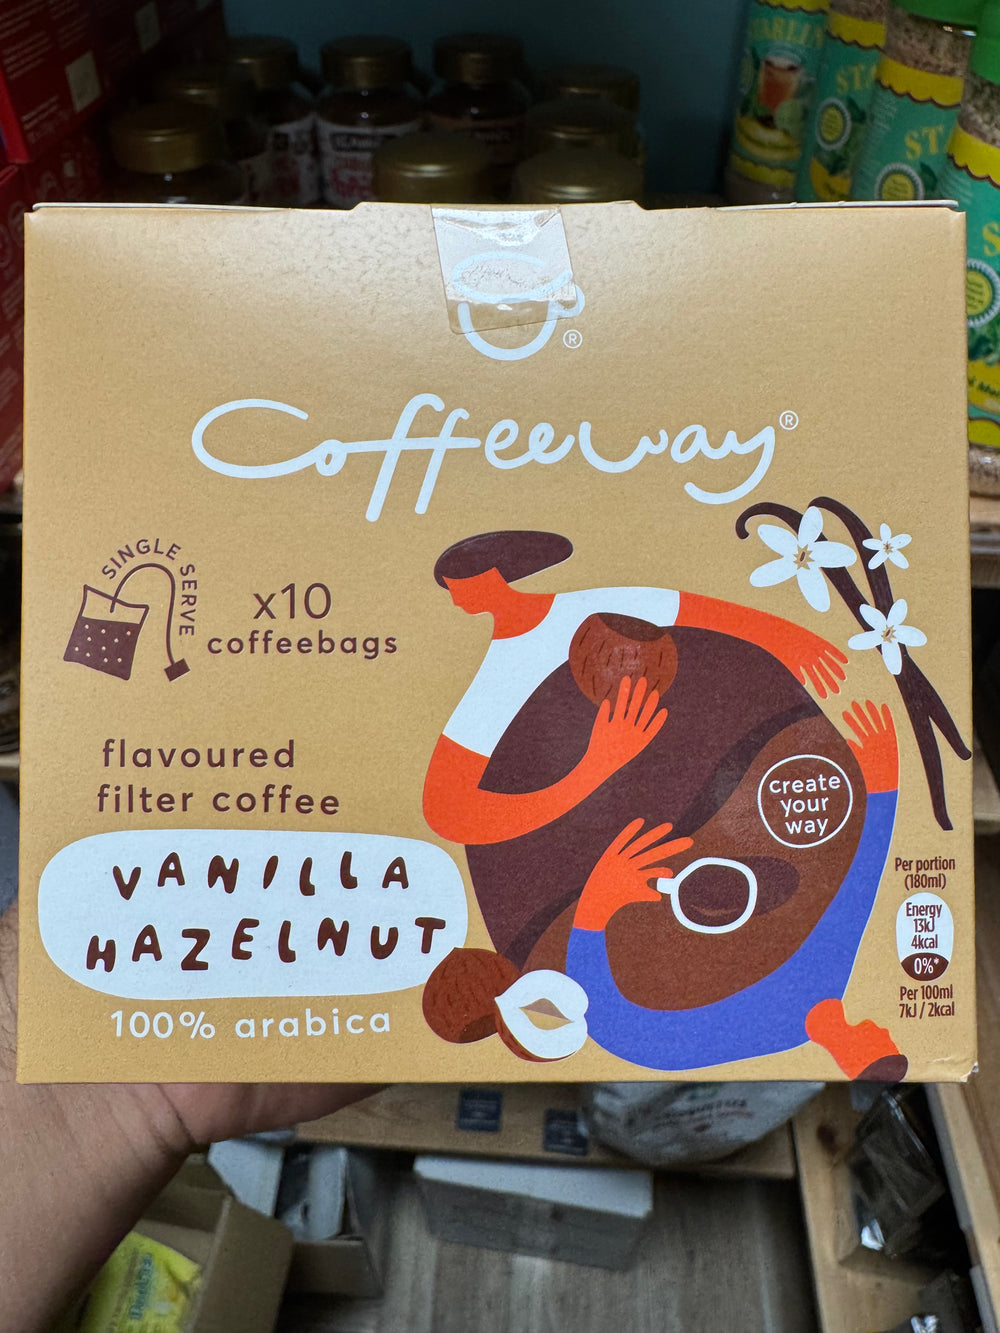 ®
Coffeeway®
SINGLE SERVE
x10
coffeebags
flavoured
filter coffee
VANILLA
HAZELNUT
100% arabica
create
your
way
Per portion
(180ml)
Energy
13kJ
4kcal
0%*
Per 100ml
7kJ / 2kcal